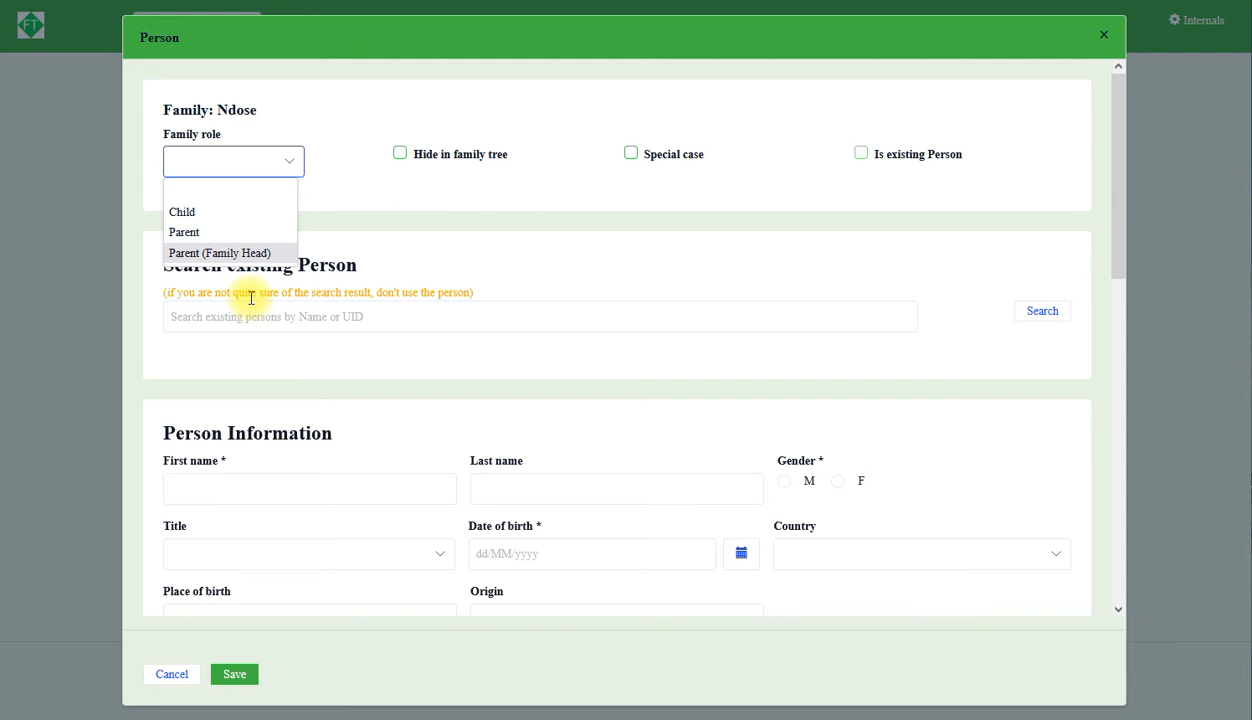 FT
Internals
Person
×
Family: Ndose
Family role
Hide in family tree
Special case
Is existing Person
Child
Parent
Parent (Family Head)
Search existing Person
(if you are not quite sure of the search result, don't use the person)
Search existing persons by Name or UID
Search
Person Information
First name *
Last name
Gender *
M
F
Title
Date of birth *
Country
dd/MM/yyyy
Place of birth
Origin
Cancel
Save